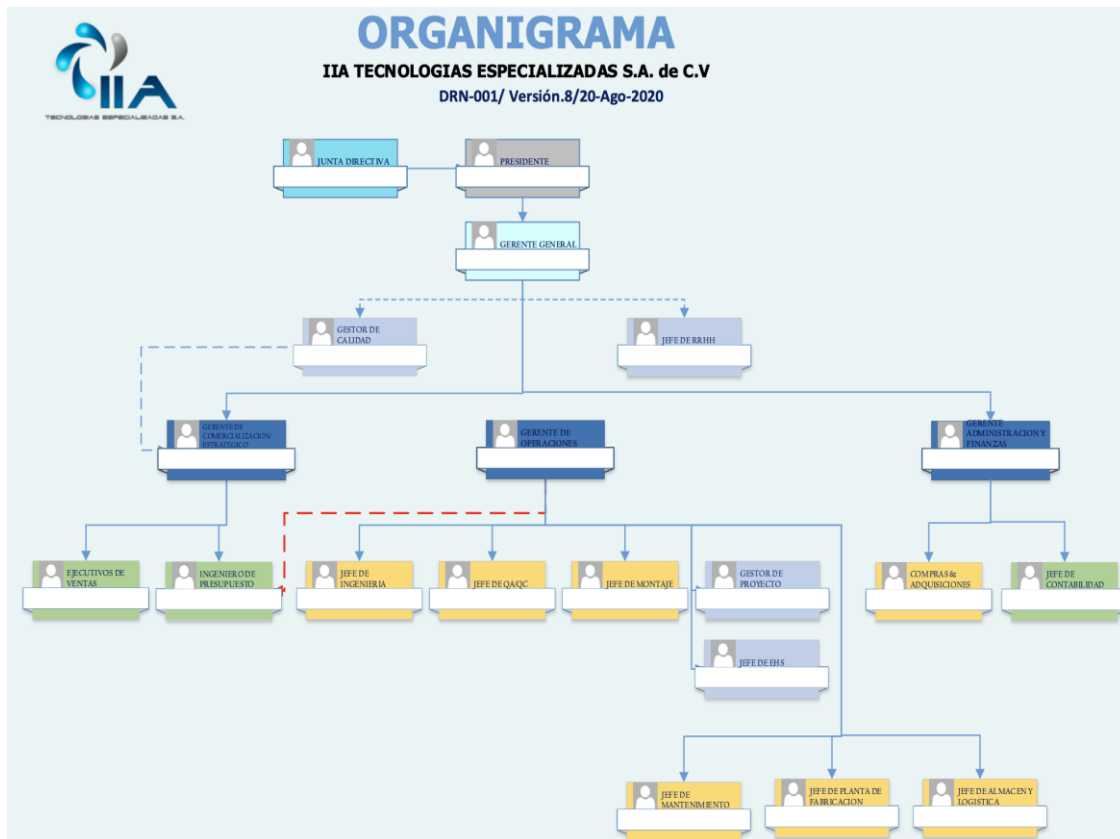 ORGANIGRAMA
IIA TECNOLOGIAS ESPECIALIZADAS S.A. de C.V
DRN-001/ Versión.8/20-Ago-2020
IIA
TECNOLOGIAS ESPECIALIZADAS S.A.
JUNTA DIRECTIVA
PRESIDENTE
GERENTE GENERAL
GESTOR DE
CALIDAD
JEFE DE RRHH
GERENTE DE
COMERCIALIZACION
ESTRATEGICO
GERENTE DE
OPERACIONES
GERENTE
ADMINISTRACION Y
FINANZAS
EJECUTIVOS DE
VENTAS
INGENIERO DE
PRESUPUESTO
JEFE DE
INGENIERIA
JEFE DE QA/QC
JEFE DE MONTAJE
GESTOR DE
PROYECTO
COMPRAS &
ADQUISICIONES
JEFE DE
CONTABILIDAD
JEFE DE EHS
JEFE DE
MANTENIMIENTO
JEFE DE PLANTA DE
FABRICACION
JEFE DE ALMACEN Y
LOGISTICA